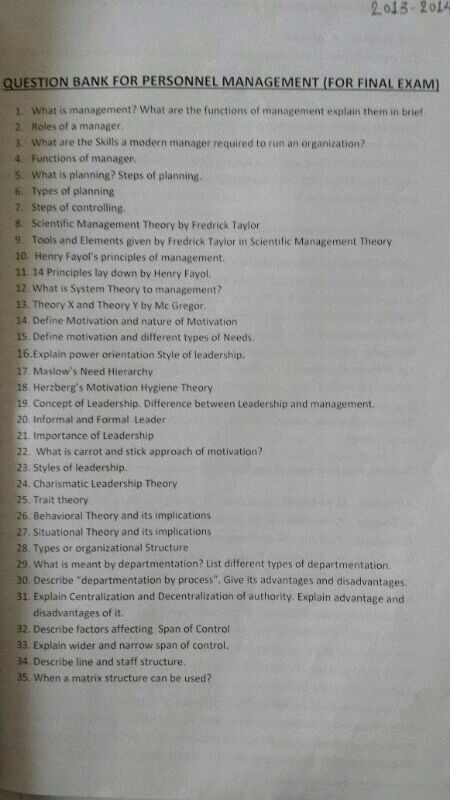 2013-2014
QUESTION BANK FOR PERSONNEL MANAGEMENT (FOR FINAL EXAM)
1. What is management? What are the functions of management explain them in brief.
2. Roles of a manager.
3. What are the Skills a modern manager required to run an organization?
4. Functions of manager.
5. What is planning? Steps of planning.
6. Types of planning
7. Steps of controlling.
8. Scientific Management Theory by Fredrick Taylor
9. Tools and Elements given by Fredrick Taylor in Scientific Management Theory
10. Henry Fayol's principles of management.
11. 14 Principles lay down by Henry Fayol.
12. What is System Theory to management?
13. Theory X and Theory Y by Mc Gregor.
14. Define Motivation and nature of Motivation
15. Define motivation and different types of Needs.
16. Explain power orientation Style of leadership.
17. Maslow's Need Hierarchy
18. Herzberg's Motivation Hygiene Theory
19. Concept of Leadership. Difference between Leadership and management.
20. Informal and Formal Leader
21. Importance of Leadership
22. What is carrot and stick approach of motivation?
23. Styles of leadership.
24. Charismatic Leadership Theory
25. Trait theory
26. Behavioral Theory and its implications
27. Situational Theory and its implications
28. Types or organizational Structure
29. What is meant by departmentation? List different types of departmentation.
30. Describe "departmentation by process". Give its advantages and disadvantages.
31. Explain Centralization and Decentralization of authority. Explain advantage and
disadvantages of it.
32. Describe factors affecting Span of Control
33. Explain wider and narrow span of control.
34. Describe line and staff structure.
35. When a matrix structure can be used?